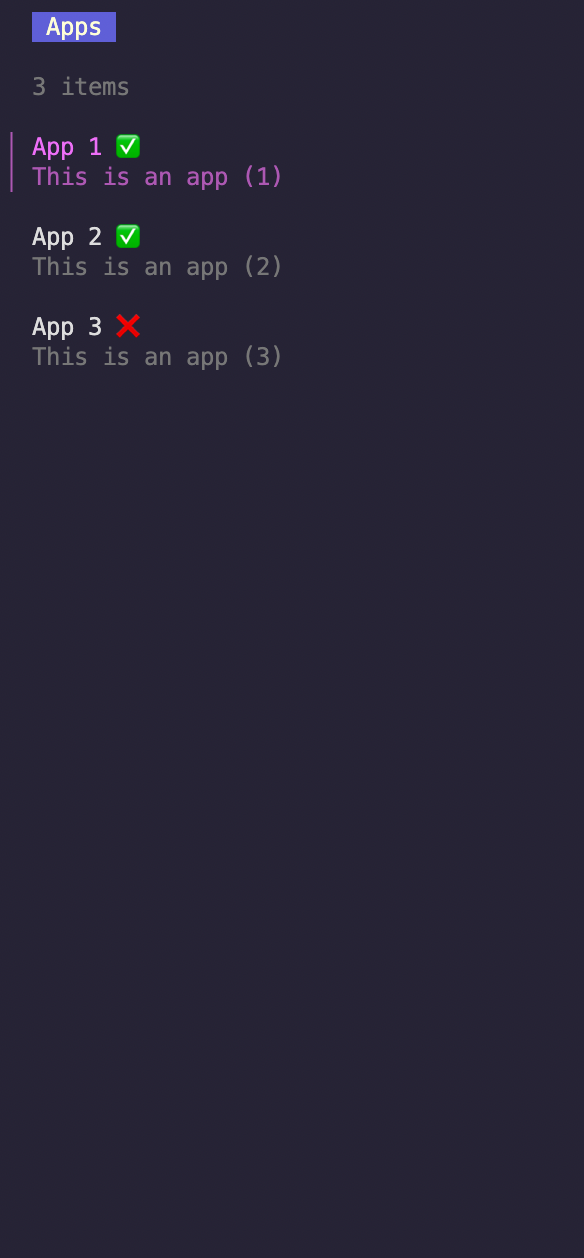 Apps
3 items
App 1 ✅
This is an app (1)
App 2 ✅
This is an app (2)
App 3 ❌
This is an app (3)